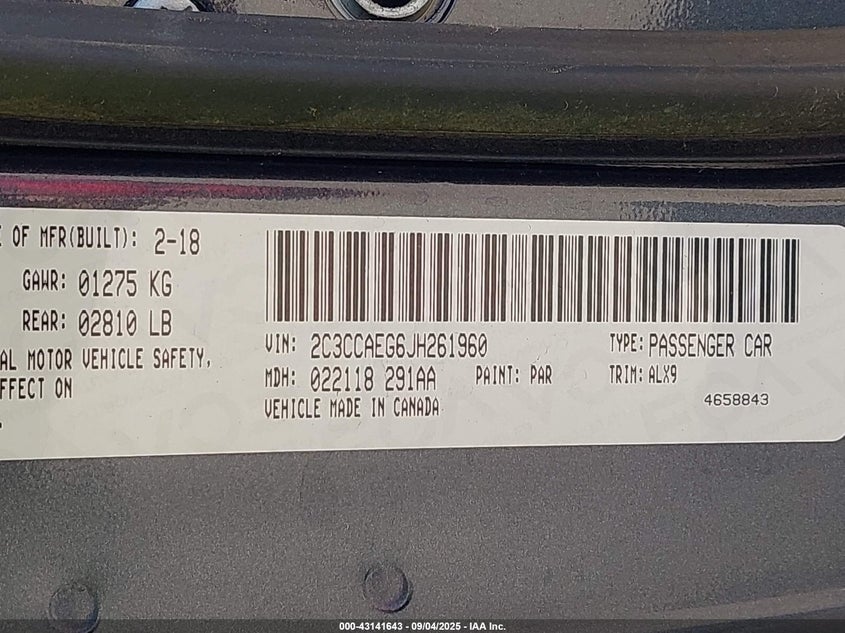 E OF MFR(BUILT): 2-18
GAWR: 01275 KG
REAR: 02810 LB
AL MOTOR VEHICLE SAFETY,
FFECT ON
VIN: 2C3CCAEG6JH261960
TYPE: PASSENGER CAR
MDH: 022118 291AA
PAINT: PAR
TRIM: ALX9
VEHICLE MADE IN CANADA
4658843
000-43141643 - 09/04/2025 - IAA Inc.